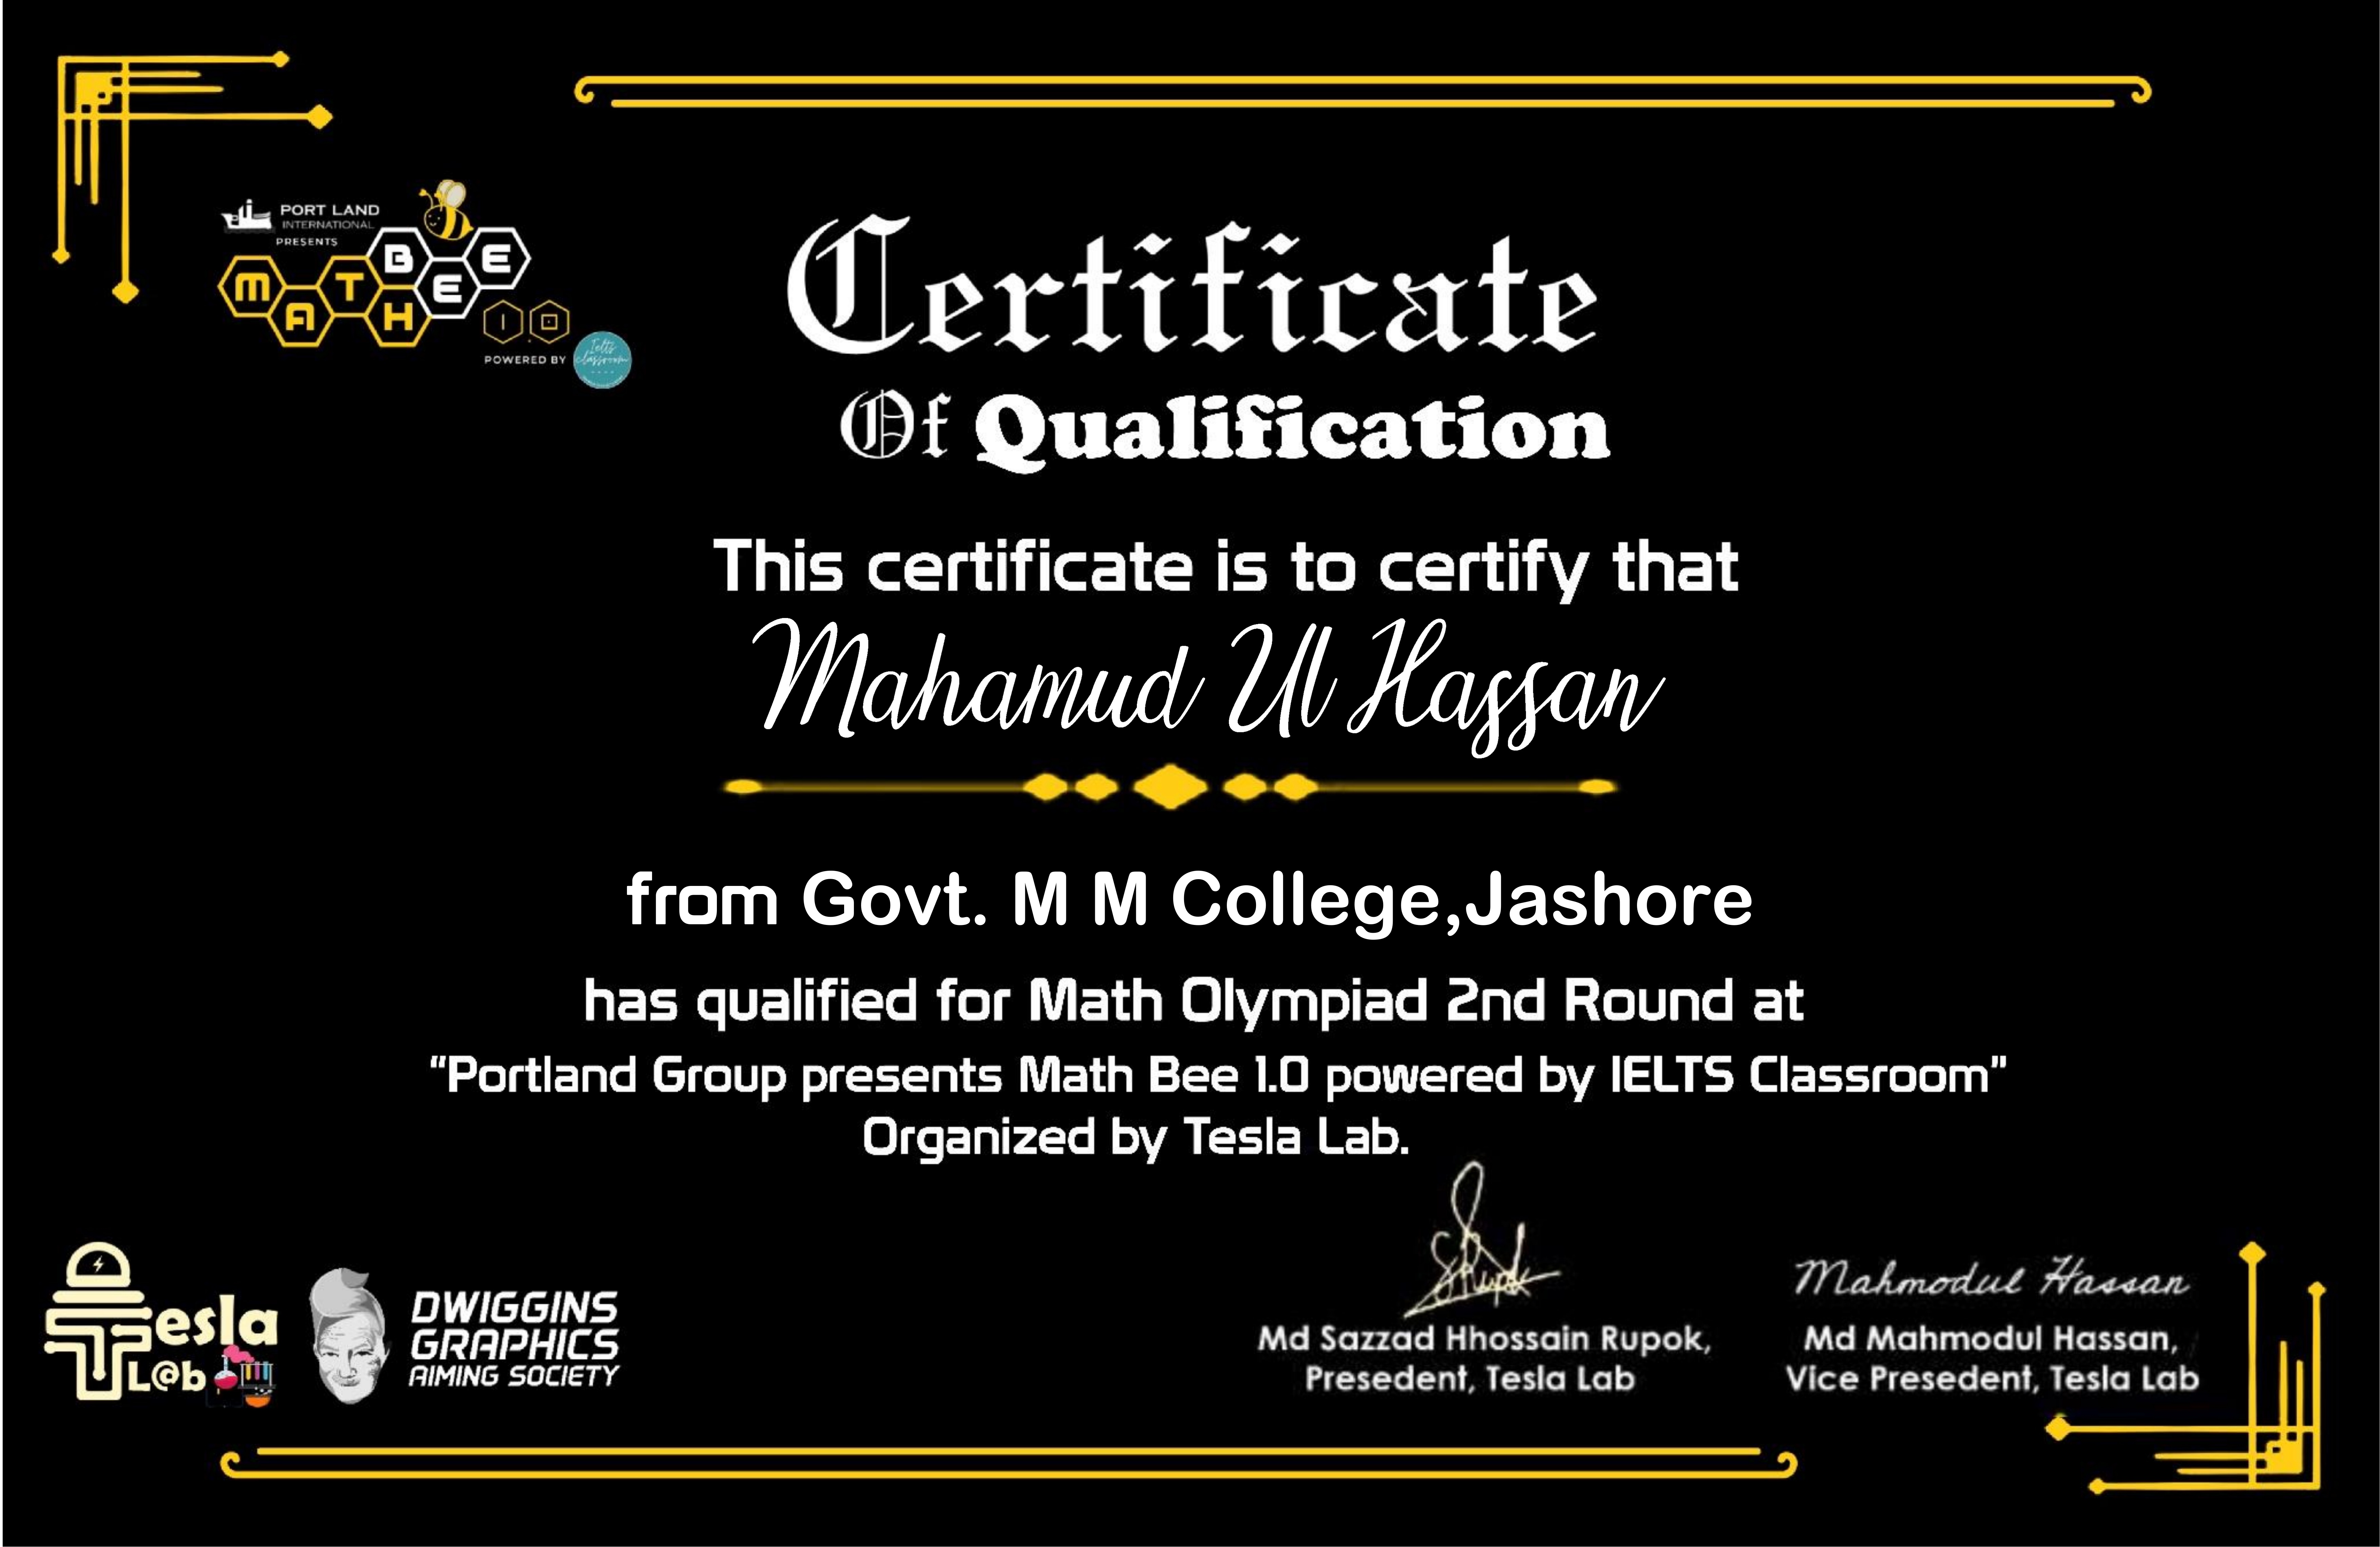 PORT LAND
INTERNATIONAL
PRESENTS
MATH BEE
1.0
POWERED BY
Ielts
classroom
Certificate
Of Qualification
This certificate is to certify that
Mahamud Ul Hassan
from Govt. M M College,Jashore
has qualified for Math Olympiad 2nd Round at
"Portland Group presents Math Bee 1.0 powered by IELTS Classroom"
Organized by Tesla Lab.
Tesla
L@b
DWIGGINS
GRAPHICS
AIMING SOCIETY
Md Sazzad Hhossain Rupok,
Presedent, Tesla Lab
Mahmodul Hassan
Md Mahmodul Hassan,
Vice Presedent, Tesla Lab